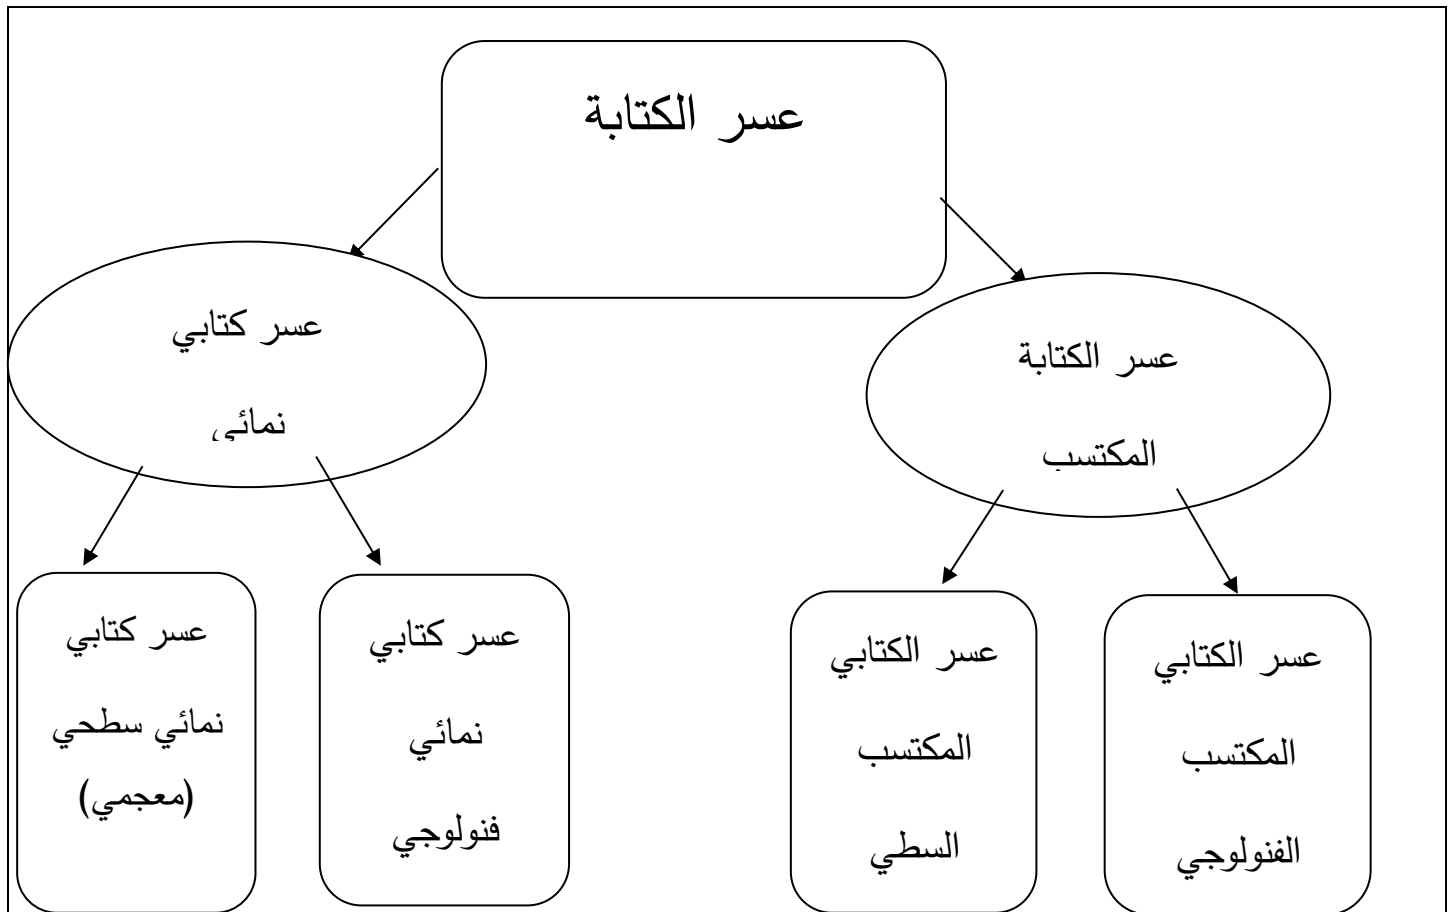 عسر الكتابة
عسر الكتابة
المكتسب
عسر كتابي
نمائي
عسر الكتابي
المكتسب
الفنولوجي
عسر الكتابي
المكتسب
السطي
عسر كتابي
نمائي
فنولوجي
عسر كتابي
نمائي سطحي
(معجمي)